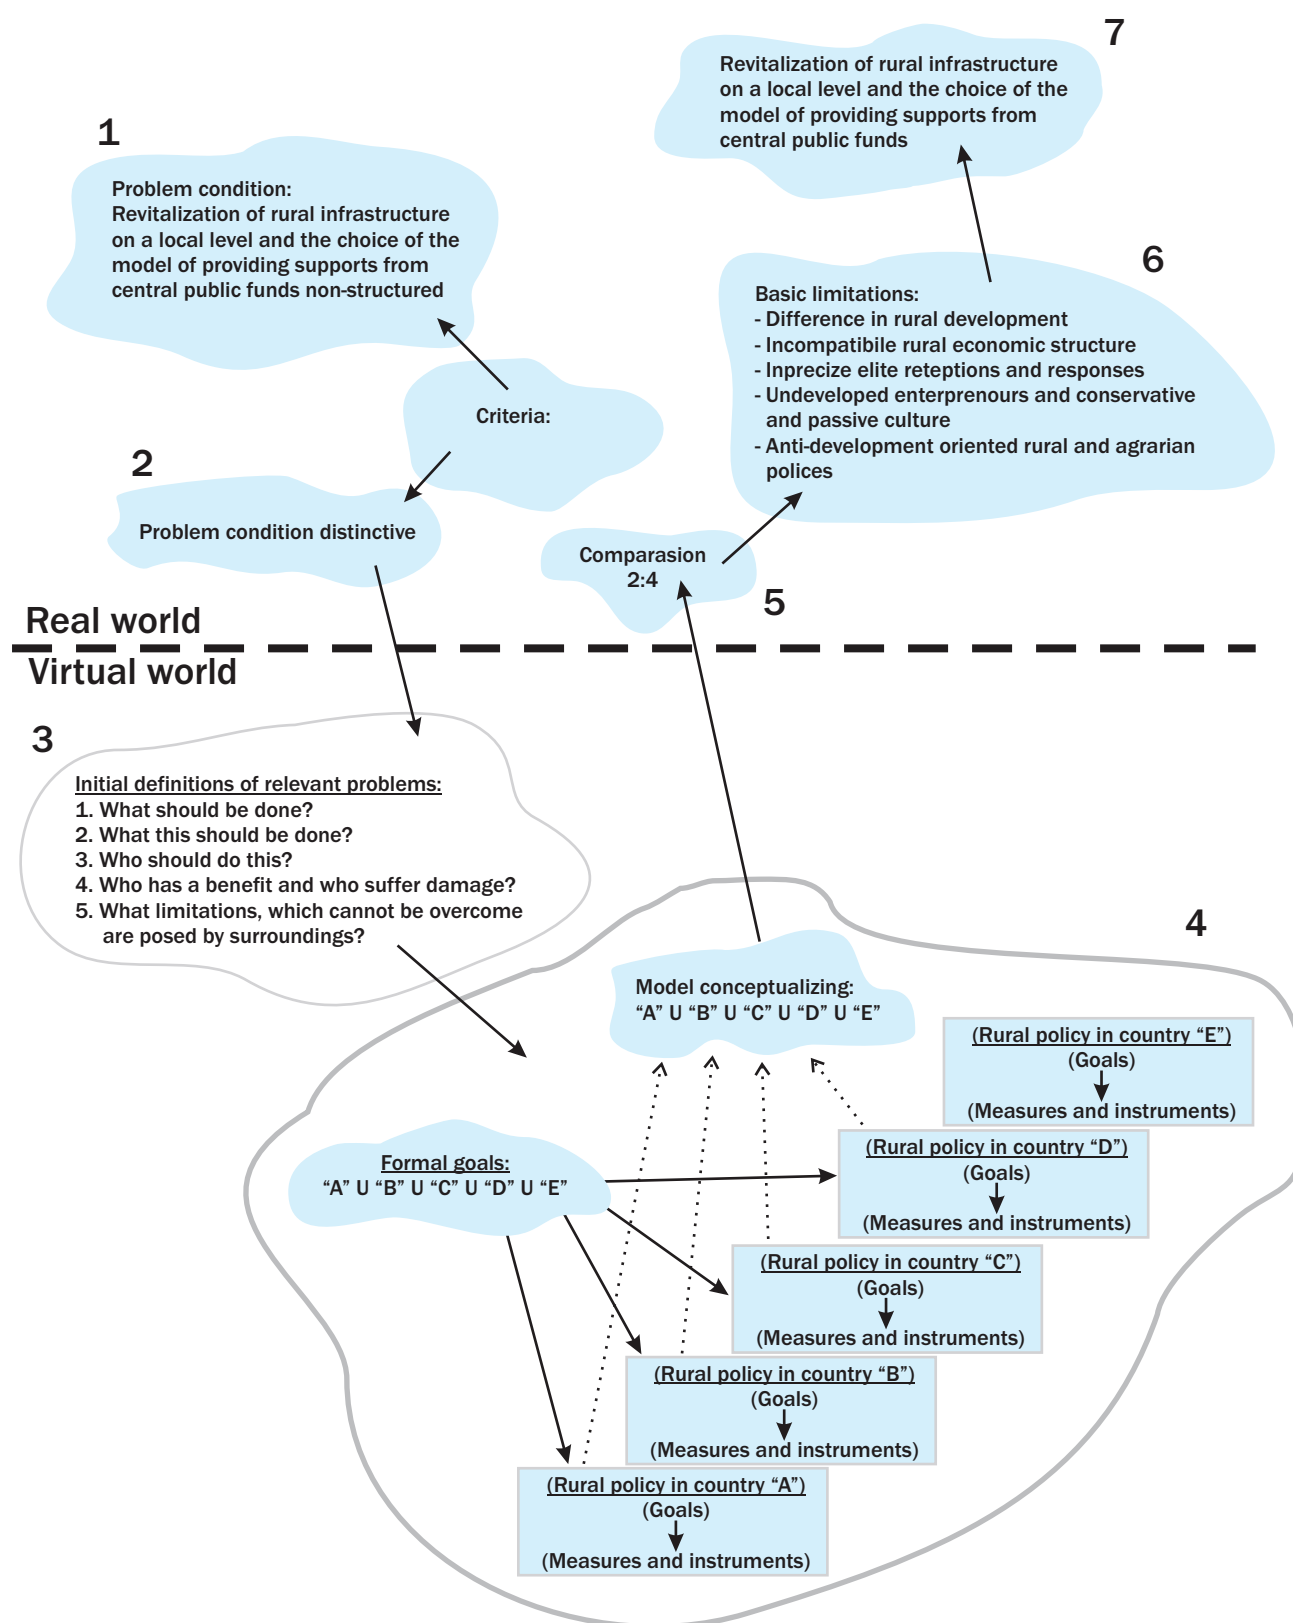 1
Problem condition:
Revitalization of rural infrastructure
on a local level and the choice of the
model of providing supports from
central public funds non-structured
Criteria:
2
Problem condition distinctive
7
Revitalization of rural infrastructure
on a local level and the choice of the
model of providing supports from
central public funds
6
Basic limitations:
- Difference in rural development
- Incompatibile rural economic structure
- Inprecize elite reteptions and responses
- Undeveloped enterprenours and conservative
and passive culture
- Anti-development oriented rural and agrarian
polices
Comparasion
2:4
5
Real world
Virtual world
3
Initial definitions of relevant problems:
1. What should be done?
2. What this should be done?
3. Who should do this?
4. Who has a benefit and who suffer damage?
5. What limitations, which cannot be overcome
are posed by surroundings?
4
Model conceptualizing:
“A” U “B” U “C” U “D” U “E”
Formal goals:
“A” U “B” U “C” U “D” U “E”
(Rural policy in country “E”)
(Goals)
(Measures and instruments)
(Rural policy in country “D”)
(Goals)
(Measures and instruments)
(Rural policy in country “C”)
(Goals)
(Measures and instruments)
(Rural policy in country “B”)
(Goals)
(Measures and instruments)
(Rural policy in country “A”)
(Goals)
(Measures and instruments)